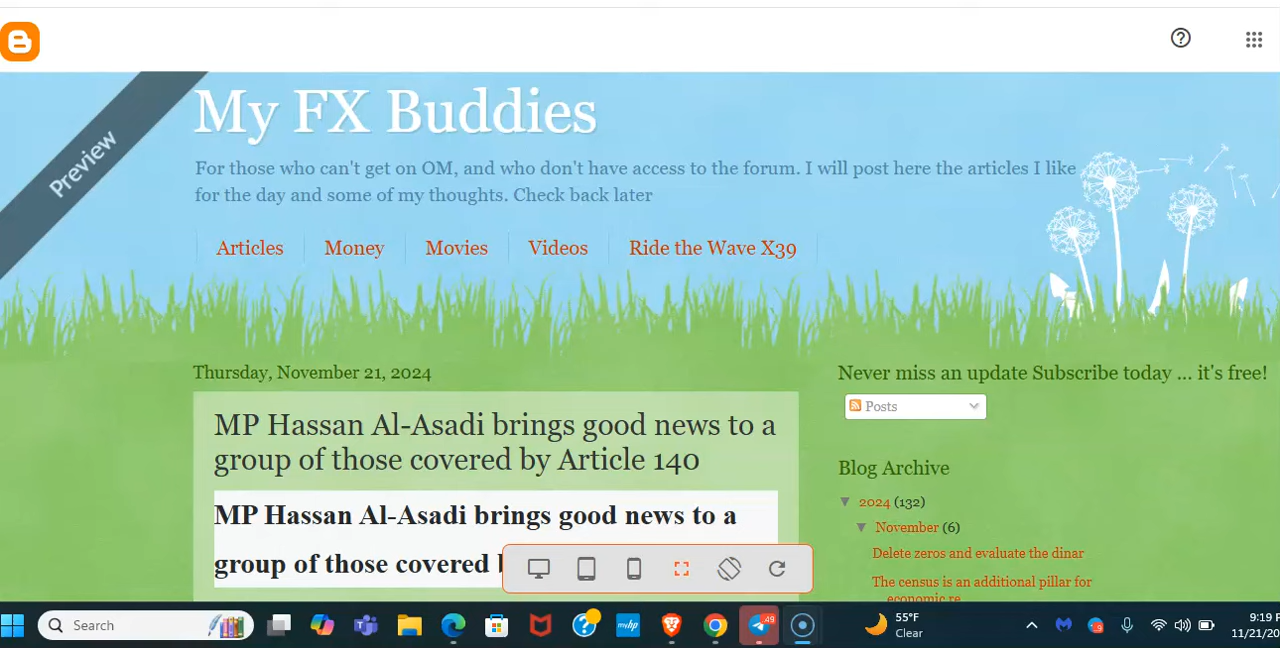 Preview
My FX Buddies
For those who can't get on OM, and who don't have access to the forum. I will post here the articles I like
for the day and some of my thoughts. Check back later
Articles Money Movies Videos Ride the Wave X39
Thursday, November 21, 2024
MP Hassan Al-Asadi brings good news to a
group of those covered by Article 140
MP Hassan Al-Asadi brings good news to a
group of those covered
Never miss an update Subscribe today ... it's free!
Posts
Blog Archive
▼ 2024 (132)
▼ November (6)
Delete zeros and evaluate the dinar
The census is an additional pillar for
economic re
Search
myhp
49
9
55°F
Clear
9:19
11/21/20